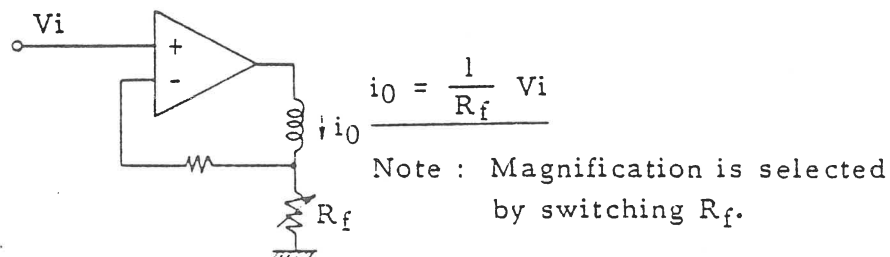 Vi
+
-
i0 = 1/Rf Vi
i0
Note : Magnification is selected
by switching Rf.
Rf